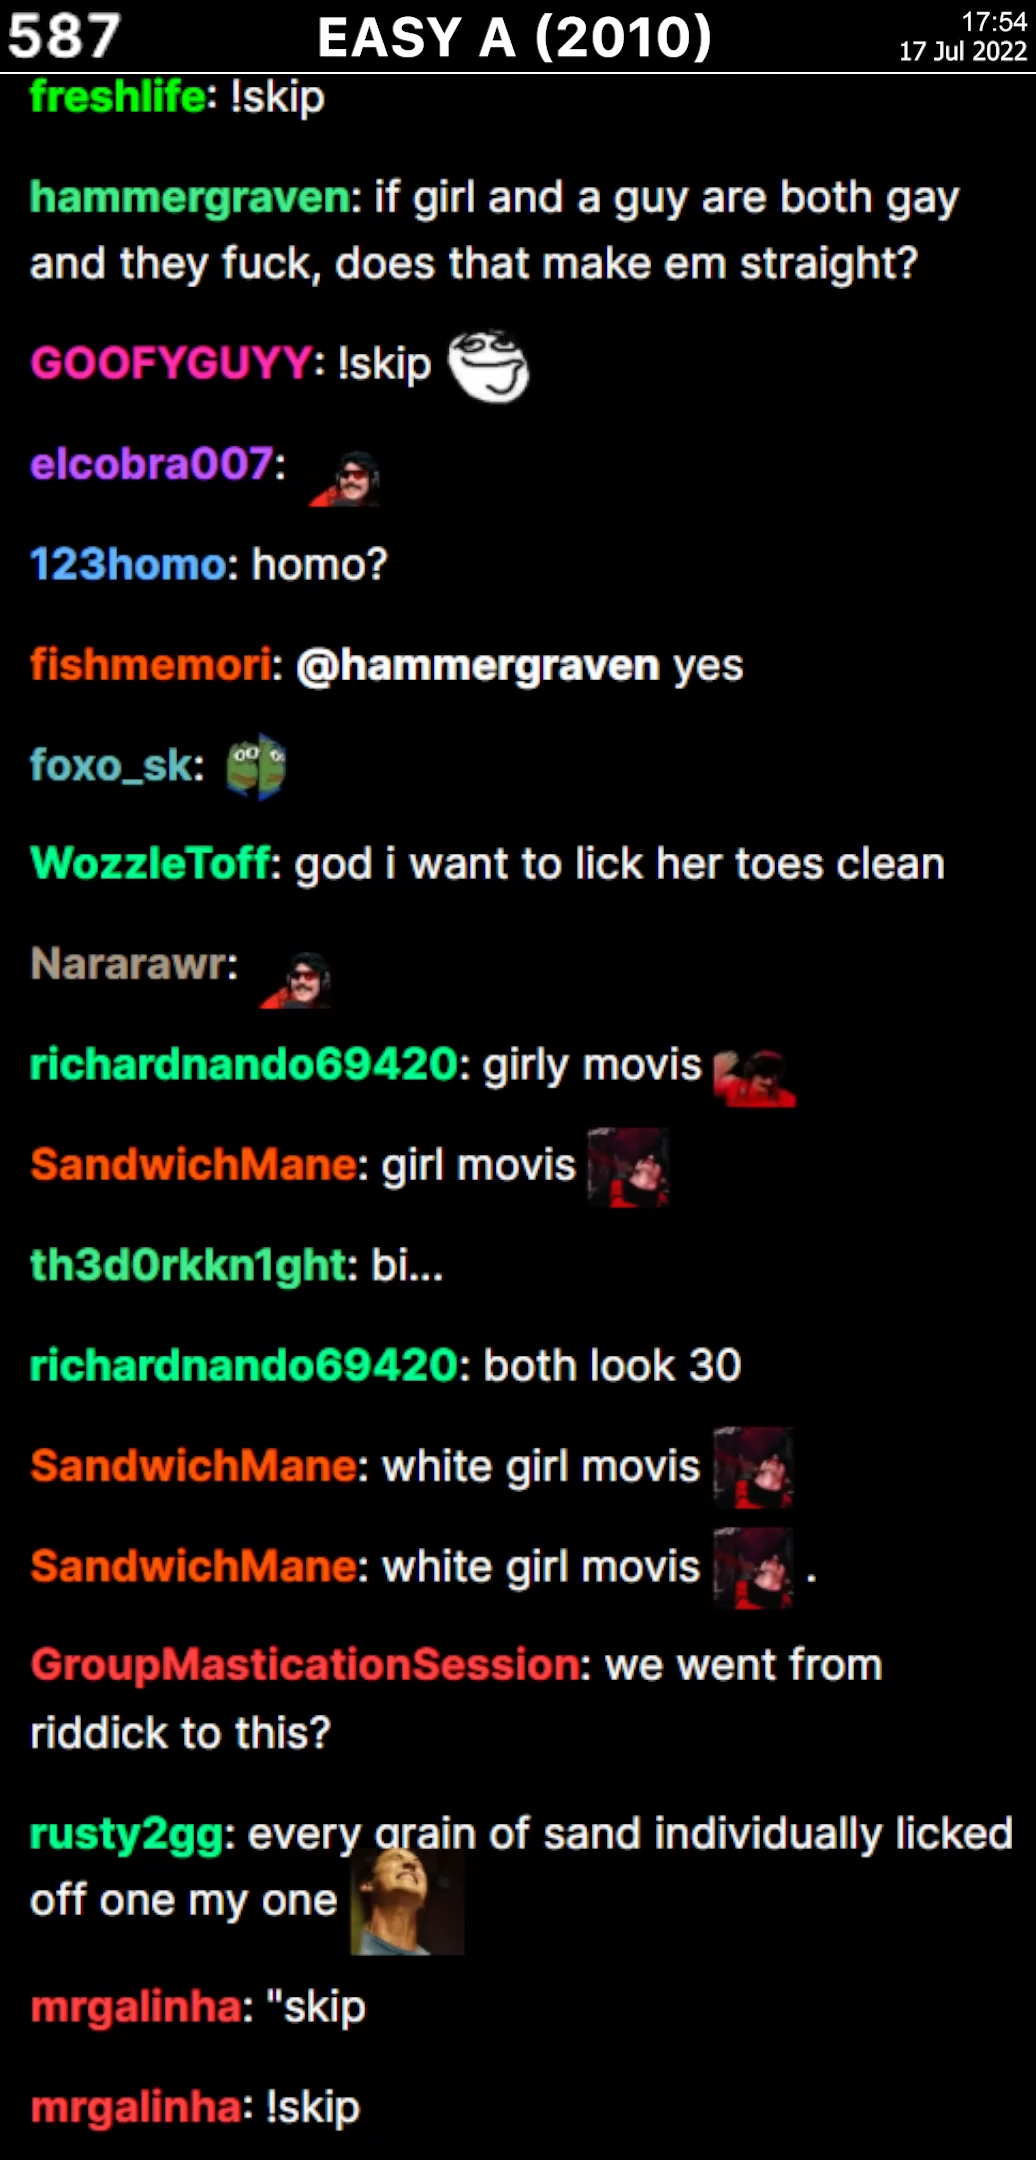 587
EASY A (2010)
17:54
17 Jul 2022
freshlife: !skip
hammergraven: if girl and a guy are both gay
and they fuck, does that make em straight?
GOOFYGUYY: !skip
elcobra007:
123homo: homo?
fishmemori: @hammergraven yes
foxo_sk:
WozzleToff: god i want to lick her toes clean
Nararawr:
richardnando69420: girly movis
SandwichMane: girl movis
th3d0rkkn1ght: bi...
richardnando69420: both look 30
SandwichMane: white girl movis
SandwichMane: white girl movis .
GroupMasticationSession: we went from
riddick to this?
rusty2gg: every grain of sand individually licked
off one my one
mrgalinha: "skip
mrgalinha: !skip